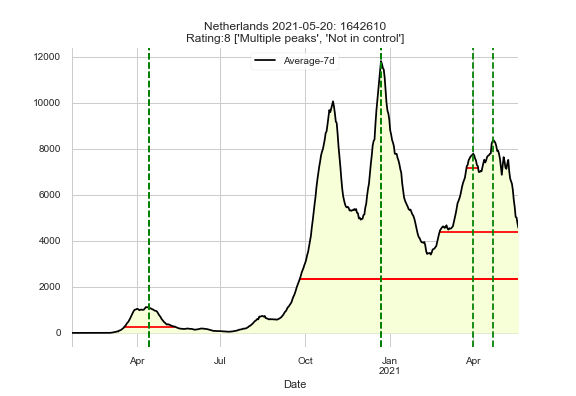 Netherlands 2021-05-20: 1642610
Rating:8 ['Multiple peaks', 'Not in control']
Average-7d
12000
10000
8000
6000
4000
2000
0
Apr Jul Oct Jan Apr
2021
Date